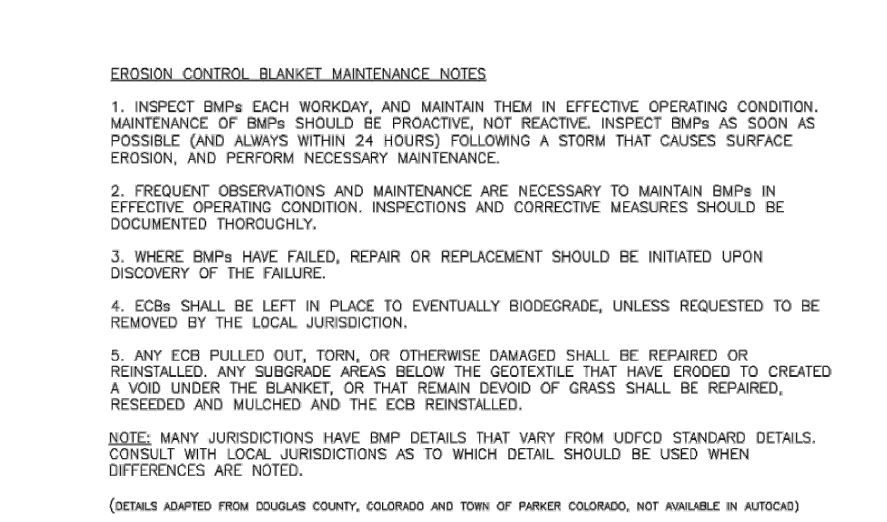 EROSION CONTROL BLANKET MAINTENANCE NOTES
1. INSPECT BMPs EACH WORKDAY, AND MAINTAIN THEM IN EFFECTIVE OPERATING CONDITION.
MAINTENANCE OF BMPs SHOULD BE PROACTIVE, NOT REACTIVE. INSPECT BMPs AS SOON AS
POSSIBLE (AND ALWAYS WITHIN 24 HOURS) FOLLOWING A STORM THAT CAUSES SURFACE
EROSION, AND PERFORM NECESSARY MAINTENANCE.
2. FREQUENT OBSERVATIONS AND MAINTENANCE ARE NECESSARY TO MAINTAIN BMPs IN
EFFECTIVE OPERATING CONDITION. INSPECTIONS AND CORRECTIVE MEASURES SHOULD BE
DOCUMENTED THOROUGHLY.
3. WHERE BMPs HAVE FAILED, REPAIR OR REPLACEMENT SHOULD BE INITIATED UPON
DISCOVERY OF THE FAILURE.
4. ECBs SHALL BE LEFT IN PLACE TO EVENTUALLY BIODEGRADE, UNLESS REQUESTED TO BE
REMOVED BY THE LOCAL JURISDICTION.
5. ANY ECB PULLED OUT, TORN, OR OTHERWISE DAMAGED SHALL BE REPAIRED OR
REINSTALLED. ANY SUBGRADE AREAS BELOW THE GEOTEXTILE THAT HAVE ERODED TO CREATED
A VOID UNDER THE BLANKET, OR THAT REMAIN DEVOID OF GRASS SHALL BE REPAIRED,
RESEEDED AND MULCHED AND THE ECB REINSTALLED.
NOTE: MANY JURISDICTIONS HAVE BMP DETAILS THAT VARY FROM UDFCD STANDARD DETAILS.
CONSULT WITH LOCAL JURISDICTIONS AS TO WHICH DETAIL SHOULD BE USED WHEN
DIFFERENCES ARE NOTED.
(DETAILS ADAPTED FROM DOUGLAS COUNTY, COLORADO AND TOWN OF PARKER COLORADO, NOT AVAILABLE IN AUTOCAD)